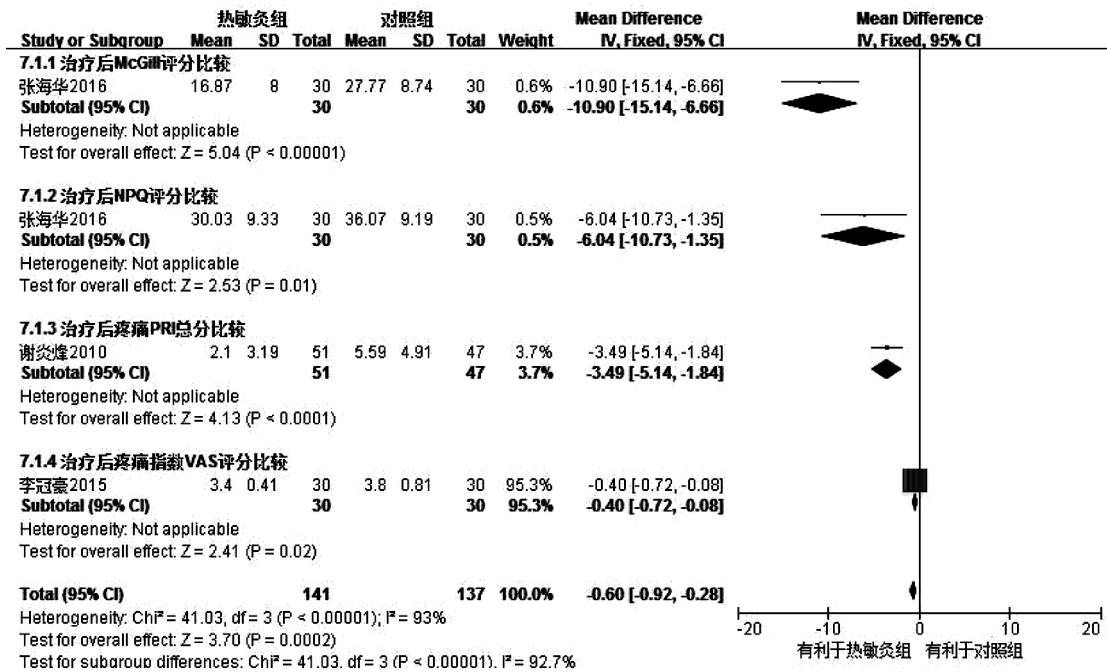 热敏灸组 对照组 Mean Difference Mean Difference
Study or Subgroup Mean SD Total Mean SD Total Weight IV, Fixed, 95% CI IV, Fixed, 95% CI
7.1.1 治疗后McGill评分比较
张海华2016 16.87 8 30 27.77 8.74 30 0.6% -10.90 [-15.14, -6.66]
Subtotal (95% CI) 30 30 0.6% -10.90 [-15.14, -6.66]
Heterogeneity: Not applicable
Test for overall effect: Z = 5.04 (P < 0.00001)
7.1.2 治疗后NPQ评分比较
张海华2016 30.03 9.33 30 36.07 9.19 30 0.5% -6.04 [-10.73, -1.35]
Subtotal (95% CI) 30 30 0.5% -6.04 [-10.73, -1.35]
Heterogeneity: Not applicable
Test for overall effect: Z = 2.53 (P = 0.01)
7.1.3 治疗后疼痛PRI总分比较
谢炎烽2010 2.1 3.19 51 5.59 4.91 47 3.7% -3.49 [-5.14, -1.84]
Subtotal (95% CI) 51 47 3.7% -3.49 [-5.14, -1.84]
Heterogeneity: Not applicable
Test for overall effect: Z = 4.13 (P < 0.0001)
7.1.4 治疗后疼痛指数VAS评分比较
李冠豪2015 3.4 0.41 30 3.8 0.81 30 95.3% -0.40 [-0.72, -0.08]
Subtotal (95% CI) 30 30 95.3% -0.40 [-0.72, -0.08]
Heterogeneity: Not applicable
Test for overall effect: Z = 2.41 (P = 0.02)
Total (95% CI) 141 137 100.0% -0.60 [-0.92, -0.28]
Heterogeneity: Chi² = 41.03, df = 3 (P < 0.00001); I² = 93%
Test for overall effect: Z = 3.70 (P = 0.0002)
Test for subgroup differences: Chi² = 41.03, df = 3 (P < 0.00001), I² = 92.7%
-20 -10 0 10 20
有利于热敏灸组 有利于对照组